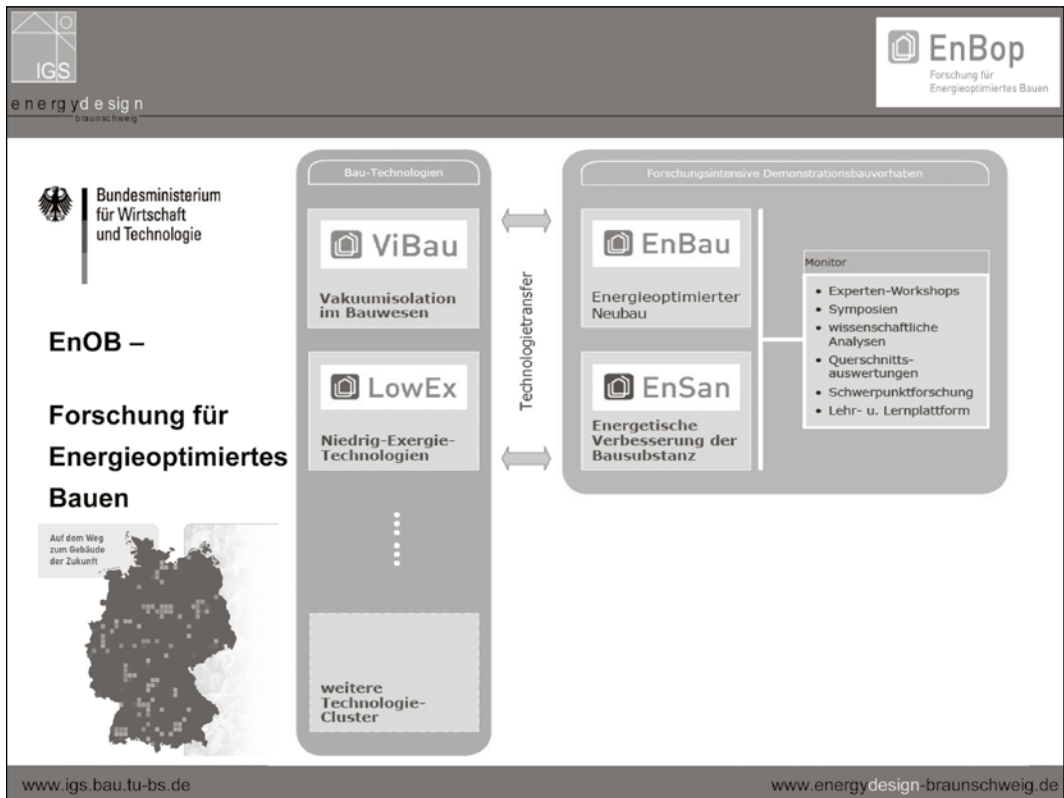 IGS
energydesign
braunschweig
EnBop
Forschung für
Energieoptimiertes Bauen
Bundesministerium
für Wirtschaft
und Technologie
EnOB –
Forschung für
Energieoptimiertes
Bauen
Auf dem Weg
zum Gebäude
der Zukunft
Bau-Technologien
ViBau
Vakuumisolation
im Bauwesen
LowEx
Niedrig-Exergie-
Technologien
weitere
Technologie-
Cluster
Technologietransfer
Forschungsintensive Demonstrationsbauvorhaben
EnBau
Energieoptimierter
Neubau
EnSan
Energetische
Verbesserung der
Bausubstanz
Monitor
• Experten-Workshops
• Symposien
• wissenschaftliche
Analysen
• Querschnitts-
auswertungen
• Schwerpunktforschung
• Lehr- u. Lernplattform
www.igs.bau.tu-bs.de
www.energydesign-braunschweig.de